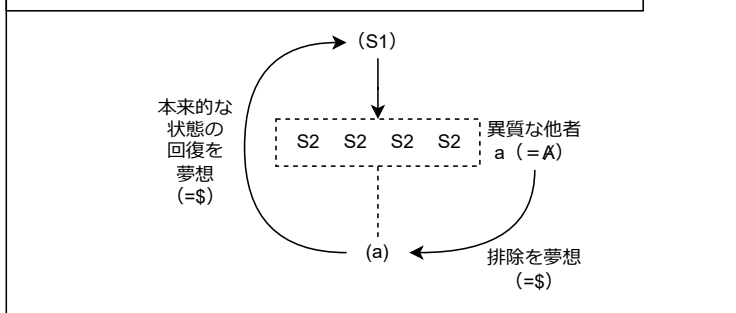 （S1）
本来的な
状態の
回復を
夢想
（=$）
S2 S2 S2 S2
異質な他者
a（＝A̸）
(a)
排除を夢想
（=$）